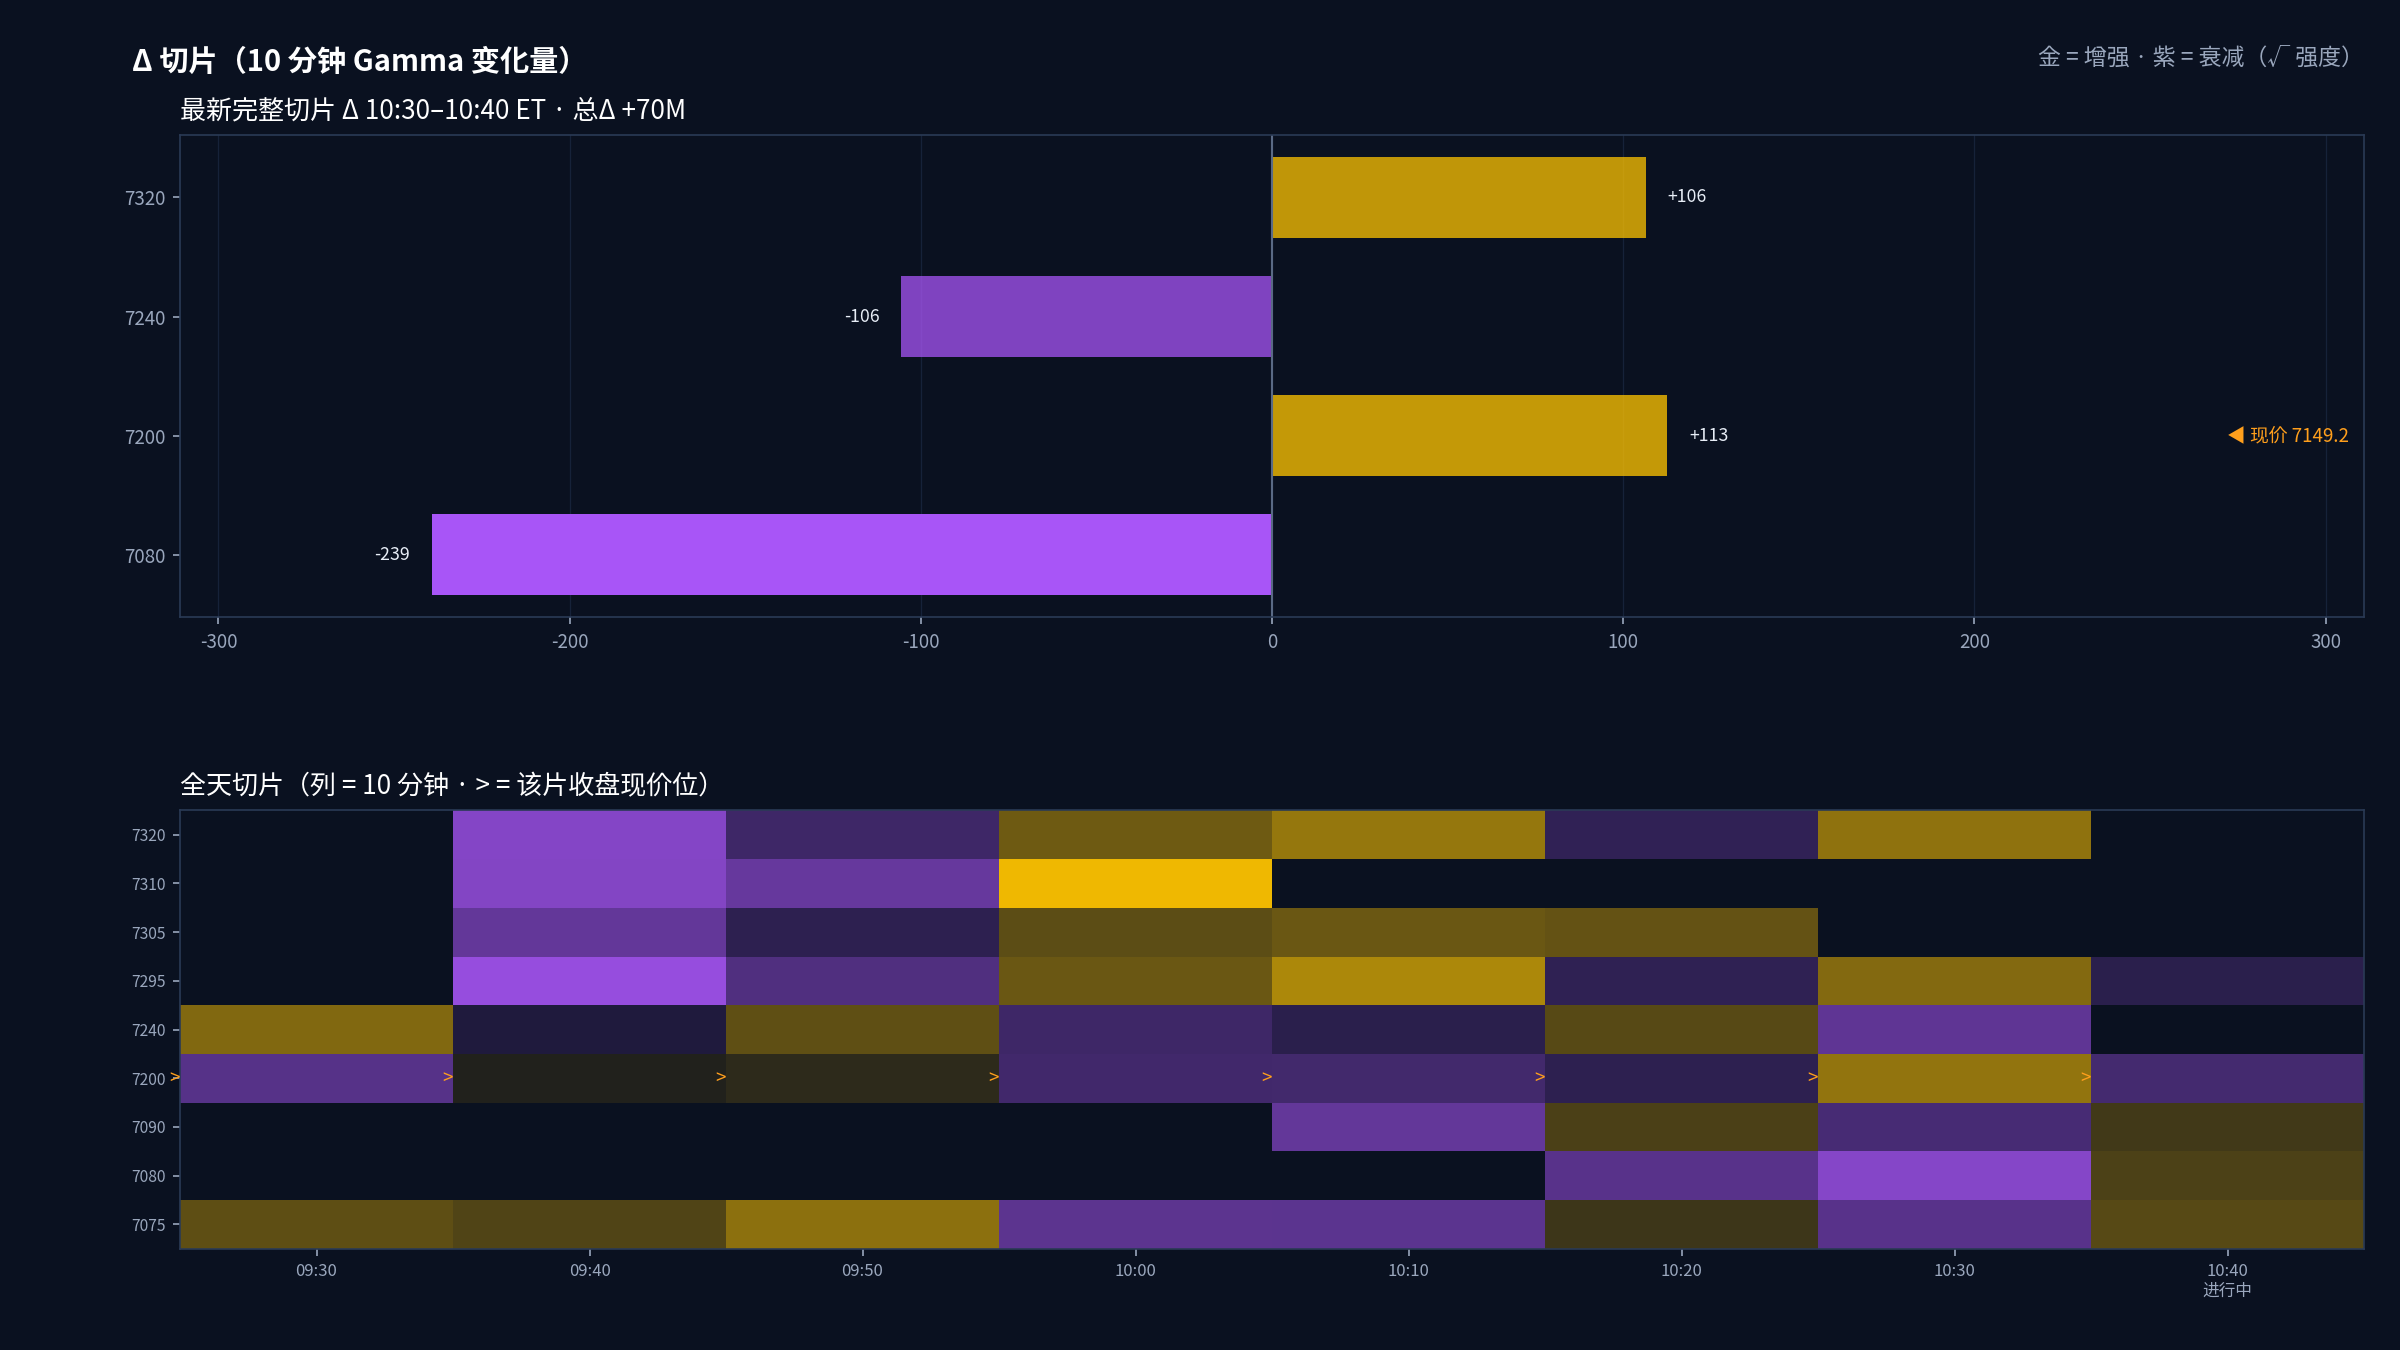 Δ 切片（10 分钟 Gamma 变化量）
金 = 增强 · 紫 = 衰减（√ 强度）
最新完整切片 Δ 10:30–10:40 ET · 总Δ +70M
7320
+106
7240
-106
7200
+113
◀ 现价 7149.2
7080
-239
-300 -200 -100 0 100 200 300
全天切片（列 = 10 分钟 · > = 该片收盘现价位）
7320
7310
7305
7295
7240
7200 > > > > > > > >
7090
7080
7075
09:30 09:40 09:50 10:00 10:10 10:20 10:30 10:40
进行中